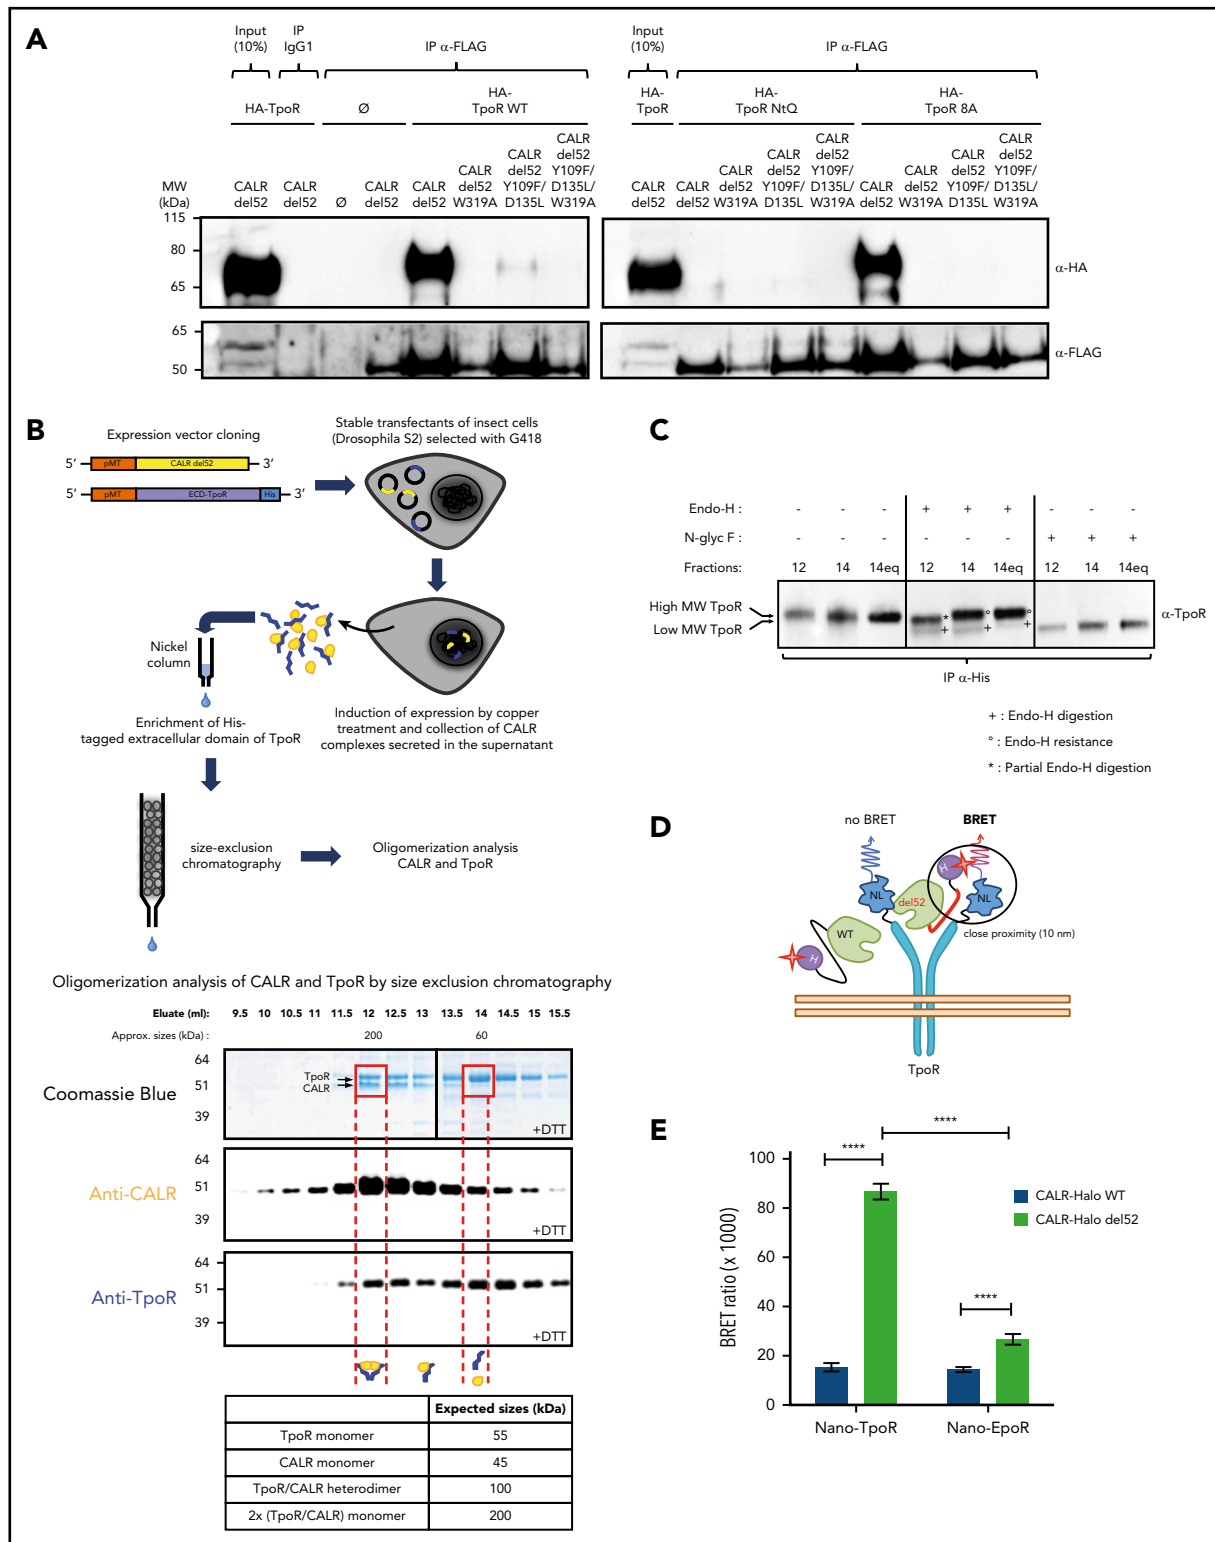 A
Input (10%)
IP IgG1
IP α-FLAG
Input (10%)
IP α-FLAG
HA-TpoR
Ø
HA-
TpoR WT
HA-
TpoR
HA-
TpoR NtQ
HA-
TpoR 8A
MW
(kDa)
CALR del52
CALR del52
Ø
CALR del52
CALR del52
CALR del52 W319A
CALR del52 Y109F/ D135L
CALR del52 Y109F/ D135L/ W319A
CALR del52
CALR del52
CALR del52 W319A
CALR del52 Y109F/ D135L
CALR del52 Y109F/ D135L/ W319A
CALR del52
CALR del52 W319A
CALR del52 Y109F/ D135L
CALR del52 Y109F/ D135L/ W319A
115
80
65
α-HA
65
50
α-FLAG
B
Expression vector cloning
5' pMT CALR del52 3'
5' pMT ECD-TpoR His 3'
Stable transfectants of insect cells
(Drosophila S2) selected with G418
Nickel
column
Enrichment of His-
tagged extracellular domain of TpoR
Induction of expression by copper
treatment and collection of CALR
complexes secreted in the supernatant
size-exclusion
chromatography
Oligomerization analysis
CALR and TpoR
Oligomerization analysis of CALR and TpoR by size exclusion chromatography
Eluate (ml): 9.5 10 10.5 11 11.5 12 12.5 13 13.5 14 14.5 15 15.5
Approx. sizes (kDa) : 200 60
Coomassie Blue
64
51
39
TpoR
CALR
+DTT
Anti-CALR
64
51
39
+DTT
Anti-TpoR
64
51
39
+DTT
Expected sizes (kDa)
TpoR monomer 55
CALR monomer 45
TpoR/CALR heterodimer 100
2x (TpoR/CALR) monomer 200
C
Endo-H : - - - + + + - - -
N-glyc F : - - - - - - + + +
Fractions: 12 14 14eq 12 14 14eq 12 14 14eq
High MW TpoR
Low MW TpoR
* + ° + ° +
α-TpoR
IP α-His
+ : Endo-H digestion
° : Endo-H resistance
* : Partial Endo-H digestion
D
no BRET
BRET
H
NL
del52
NL
WT
H
close proximity (10 nm)
TpoR
E
BRET ratio (x 1000)
100
80
60
40
20
0
****
****
****
CALR-Halo WT
CALR-Halo del52
Nano-TpoR
Nano-EpoR